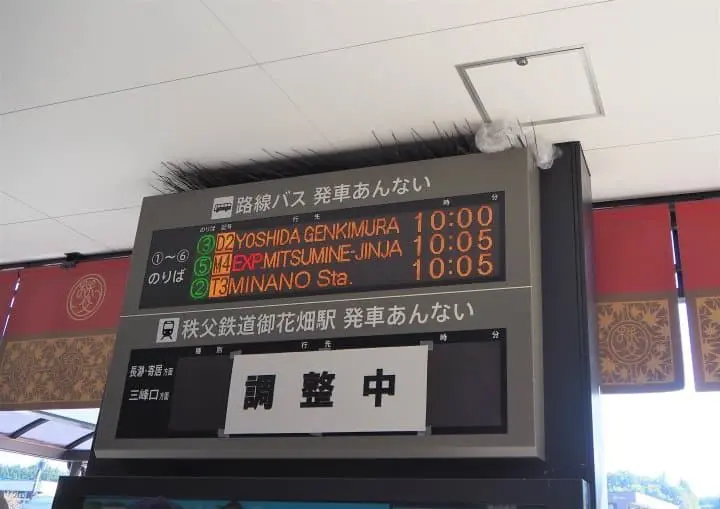 路線バス 発車あんない
のりば 記号 行先 時 分
①〜⑥
のりば
③ D2 YOSHIDA GENKIMURA 10:00
⑤ M4 EXP.MITSUMINE-JINJA 10:05
② T3 MINANO Sta. 10:05
秩父鉄道御花畑駅 発車あんない
種別 行先 時 分
長瀞・寄居方面
三峰口方面
調整中